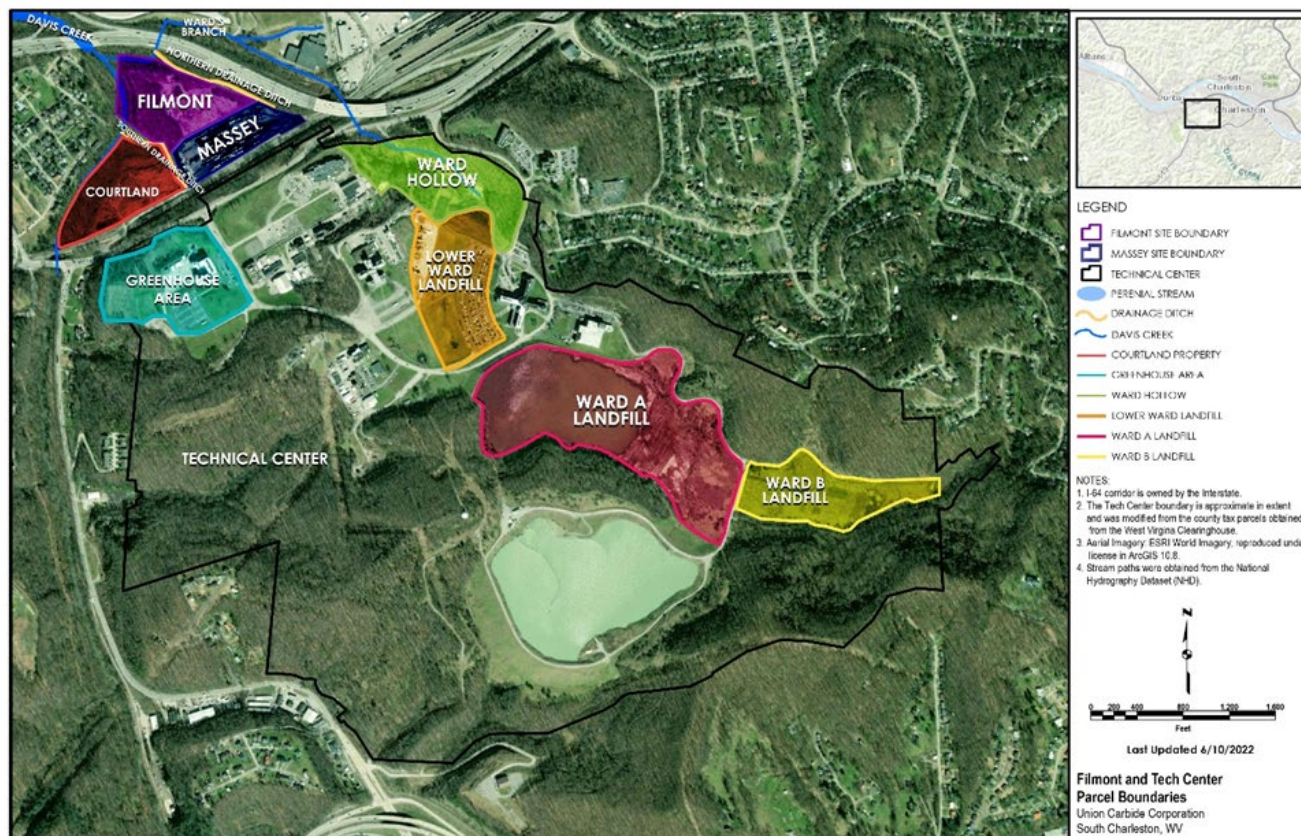 DAVIS CREEK
WARD'S
BRANCH
NORTHERN DRAINAGE DITCH
FILMONT
MASSEY
SOUTHERN DRAINAGE DITCH
COURTLAND
WARD
HOLLOW
LOWER
WARD
LANDFILL
GREENHOUSE
AREA
WARD A
LANDFILL
TECHNICAL CENTER
WARD B
LANDFILL
South
Charleston
Charleston
Davis Creek
LEGEND
FILMONT SITE BOUNDARY
MASSEY SITE BOUNDARY
TECHNICAL CENTER
PERENIAL STREAM
DRAINAGE DITCH
DAVIS CREEK
COURTLAND PROPERTY
GREENHOUSE AREA
WARD HOLLOW
LOWER WARD LANDFILL
WARD A LANDFILL
WARD B LANDFILL
NOTES:
1. I-64 corridor is owned by the Interstate.
2. The Tech Center boundary is approximate in extent
and was modified from the county tax parcels obtained
from the West Virginia Clearinghouse.
3. Aerial Imagery: ESRI World Imagery, reproduced unde
license in ArcGIS 10.8.
4. Stream paths were obtained from the National
Hydrography Dataset (NHD).
N
0 200 400 800 1,200 1,600
Feet
Last Updated 6/10/2022
Filmont and Tech Center
Parcel Boundaries
Union Carbide Corporation
South Charleston, WV